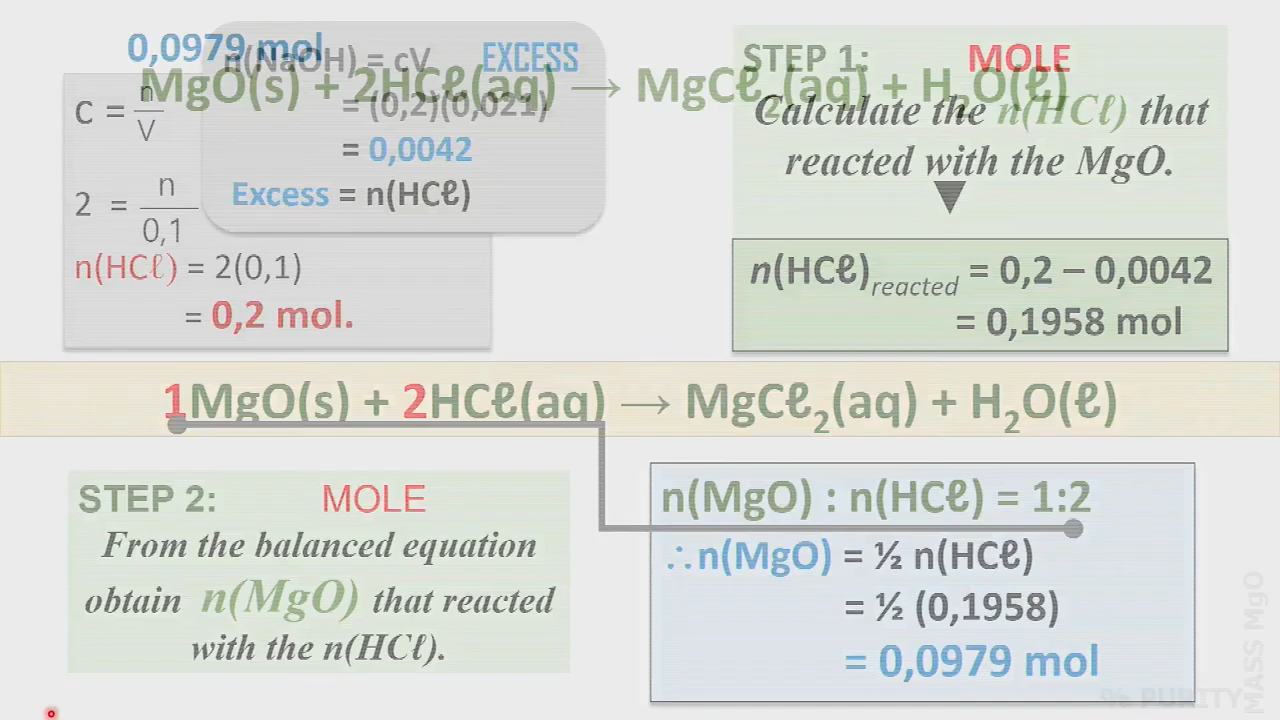 0,0979 mol
MgO(s) + 2HCℓ(aq) → MgCℓ₂(aq) + H₂O(ℓ)
c = n/V
2 = n/0,1
n(HCℓ) = 2(0,1)
= 0,2 mol.
n(NaOH) = cV EXCESS
= (0,2)(0,021)
= 0,0042
Excess = n(HCℓ)
STEP 1: MOLE
Calculate the n(HCℓ) that
reacted with the MgO.
n(HCℓ)reacted = 0,2 – 0,0042
= 0,1958 mol
1MgO(s) + 2HCℓ(aq) → MgCℓ₂(aq) + H₂O(ℓ)
STEP 2: MOLE
From the balanced equation
obtain n(MgO) that reacted
with the n(HCℓ).
n(MgO) : n(HCℓ) = 1:2
∴n(MgO) = ½ n(HCℓ)
= ½ (0,1958)
= 0,0979 mol
% PURITY
MASS MgO